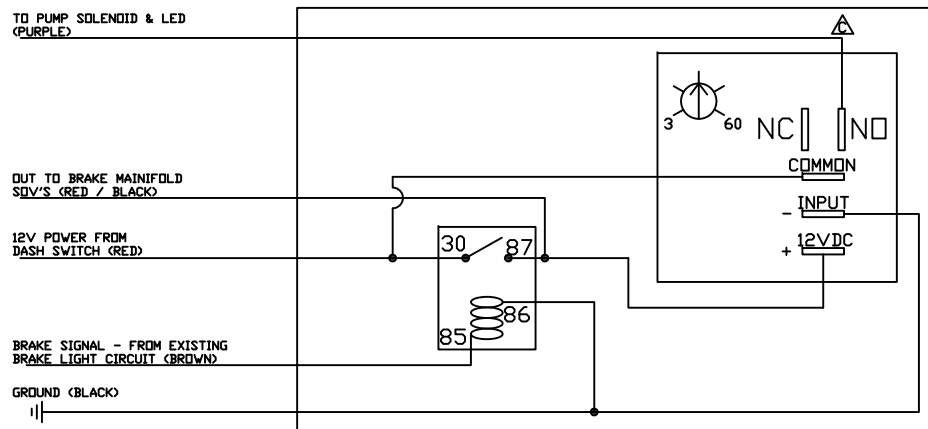 TO PUMP SOLENOID & LED
(PURPLE)
C
3
60
NC
NO
COMMON
OUT TO BRAKE MAINIFOLD
SOV'S (RED / BLACK)
- INPUT
12V POWER FROM
DASH SWITCH (RED)
30
87
+ 12VDC
86
85
BRAKE SIGNAL - FROM EXISTING
BRAKE LIGHT CIRCUIT (BROWN)
GROUND (BLACK)